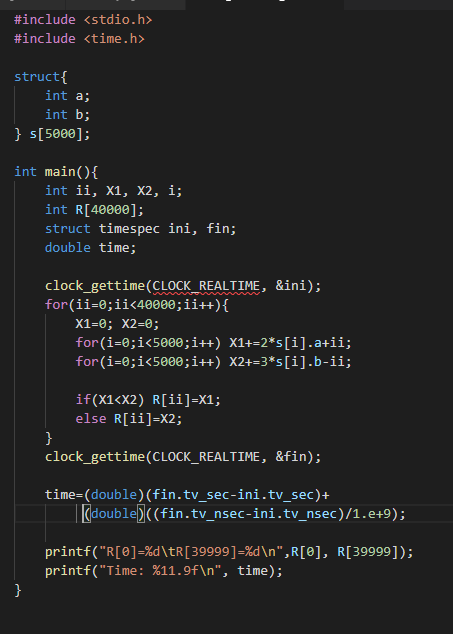 #include <stdio.h>
#include <time.h>
struct{
int a;
int b;
} s[5000];
int main(){
int ii, X1, X2, i;
int R[40000];
struct timespec ini, fin;
double time;
clock_gettime(CLOCK_REALTIME, &ini);
for(ii=0;ii<40000;ii++){
X1=0; X2=0;
for(i=0;i<5000;i++) X1+=2*s[i].a+ii;
for(i=0;i<5000;i++) X2+=3*s[i].b-ii;
if(X1<X2) R[ii]=X1;
else R[ii]=X2;
}
clock_gettime(CLOCK_REALTIME, &fin);
time=(double)(fin.tv_sec-ini.tv_sec)+
(double)((fin.tv_nsec-ini.tv_nsec)/1.e+9);
printf("R[0]=%d\tR[39999]=%d\n",R[0], R[39999]);
printf("Time: %11.9f\n", time);
}